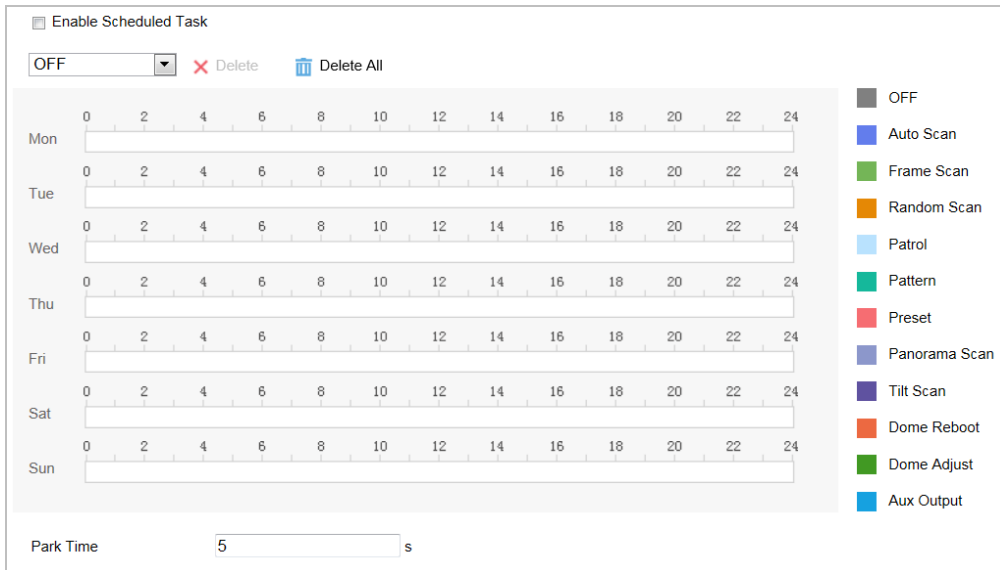 Enable Scheduled Task
OFF Delete Delete All
0 2 4 6 8 10 12 14 16 18 20 22 24
Mon
0 2 4 6 8 10 12 14 16 18 20 22 24
Tue
0 2 4 6 8 10 12 14 16 18 20 22 24
Wed
0 2 4 6 8 10 12 14 16 18 20 22 24
Thu
0 2 4 6 8 10 12 14 16 18 20 22 24
Fri
0 2 4 6 8 10 12 14 16 18 20 22 24
Sat
0 2 4 6 8 10 12 14 16 18 20 22 24
Sun
OFF
Auto Scan
Frame Scan
Random Scan
Patrol
Pattern
Preset
Panorama Scan
Tilt Scan
Dome Reboot
Dome Adjust
Aux Output
Park Time 5 s